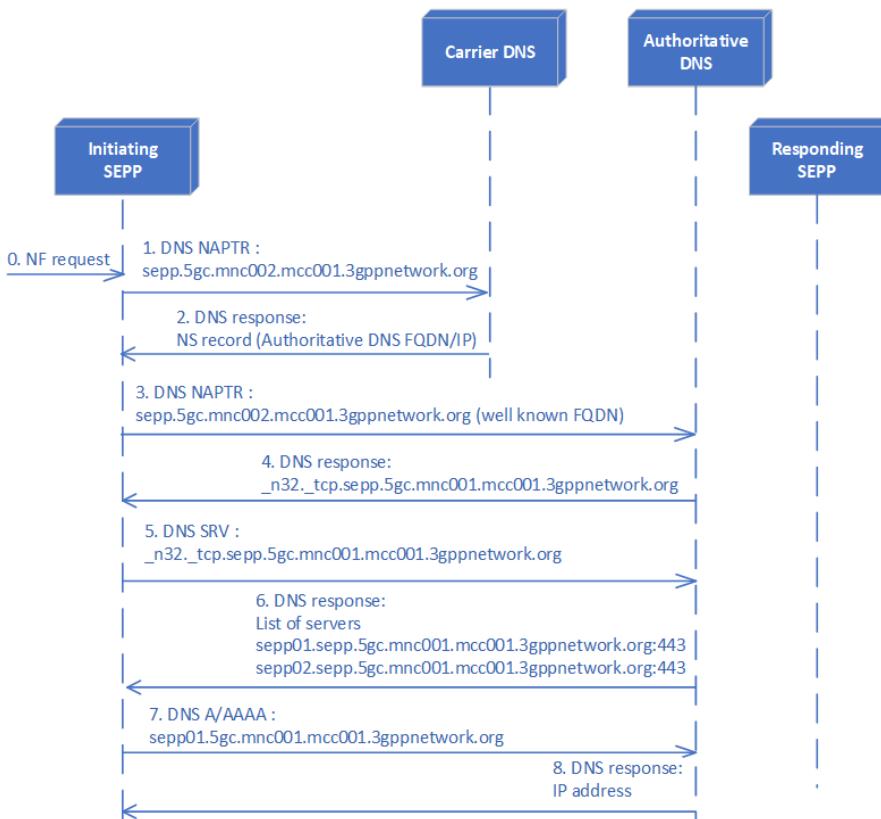 Carrier DNS
Authoritative
DNS
Initiating
SEPP
Responding
SEPP
0. NF request
1. DNS NAPTR :
sepp.5gc.mnc002.mcc001.3gppnetwork.org
2. DNS response:
NS record (Authoritative DNS FQDN/IP)
3. DNS NAPTR :
sepp.5gc.mnc002.mcc001.3gppnetwork.org (well known FQDN)
4. DNS response:
_n32._tcp.sepp.5gc.mnc001.mcc001.3gppnetwork.org
5. DNS SRV :
_n32._tcp.sepp.5gc.mnc001.mcc001.3gppnetwork.org
6. DNS response:
List of servers
sepp01.sepp.5gc.mnc001.mcc001.3gppnetwork.org:443
sepp02.sepp.5gc.mnc001.mcc001.3gppnetwork.org:443
7. DNS A/AAAA :
sepp01.5gc.mnc001.mcc001.3gppnetwork.org
8. DNS response:
IP address